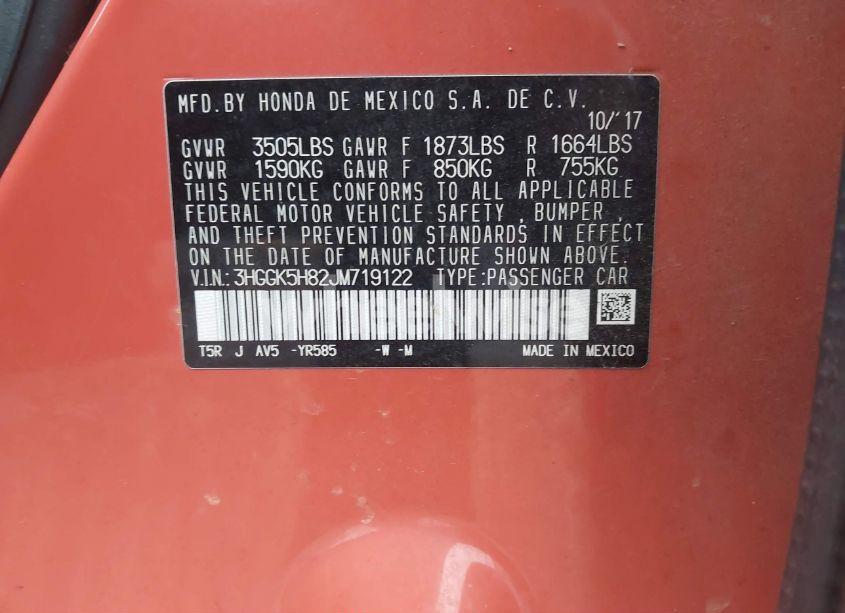 MFD.BY HONDA DE MEXICO S.A. DE C.V.
10/'17
GVWR 3505LBS GAWR F 1873LBS R 1664LBS
GVWR 1590KG GAWR F 850KG R 755KG
THIS VEHICLE CONFORMS TO ALL APPLICABLE
FEDERAL MOTOR VEHICLE SAFETY , BUMPER ,
AND THEFT PREVENTION STANDARDS IN EFFECT
ON THE DATE OF MANUFACTURE SHOWN ABOVE.
V.I.N.: 3HGGK5H82JM719122 TYPE:PASSENGER CAR
T5R J AV5 -YR585 -W -M MADE IN MEXICO